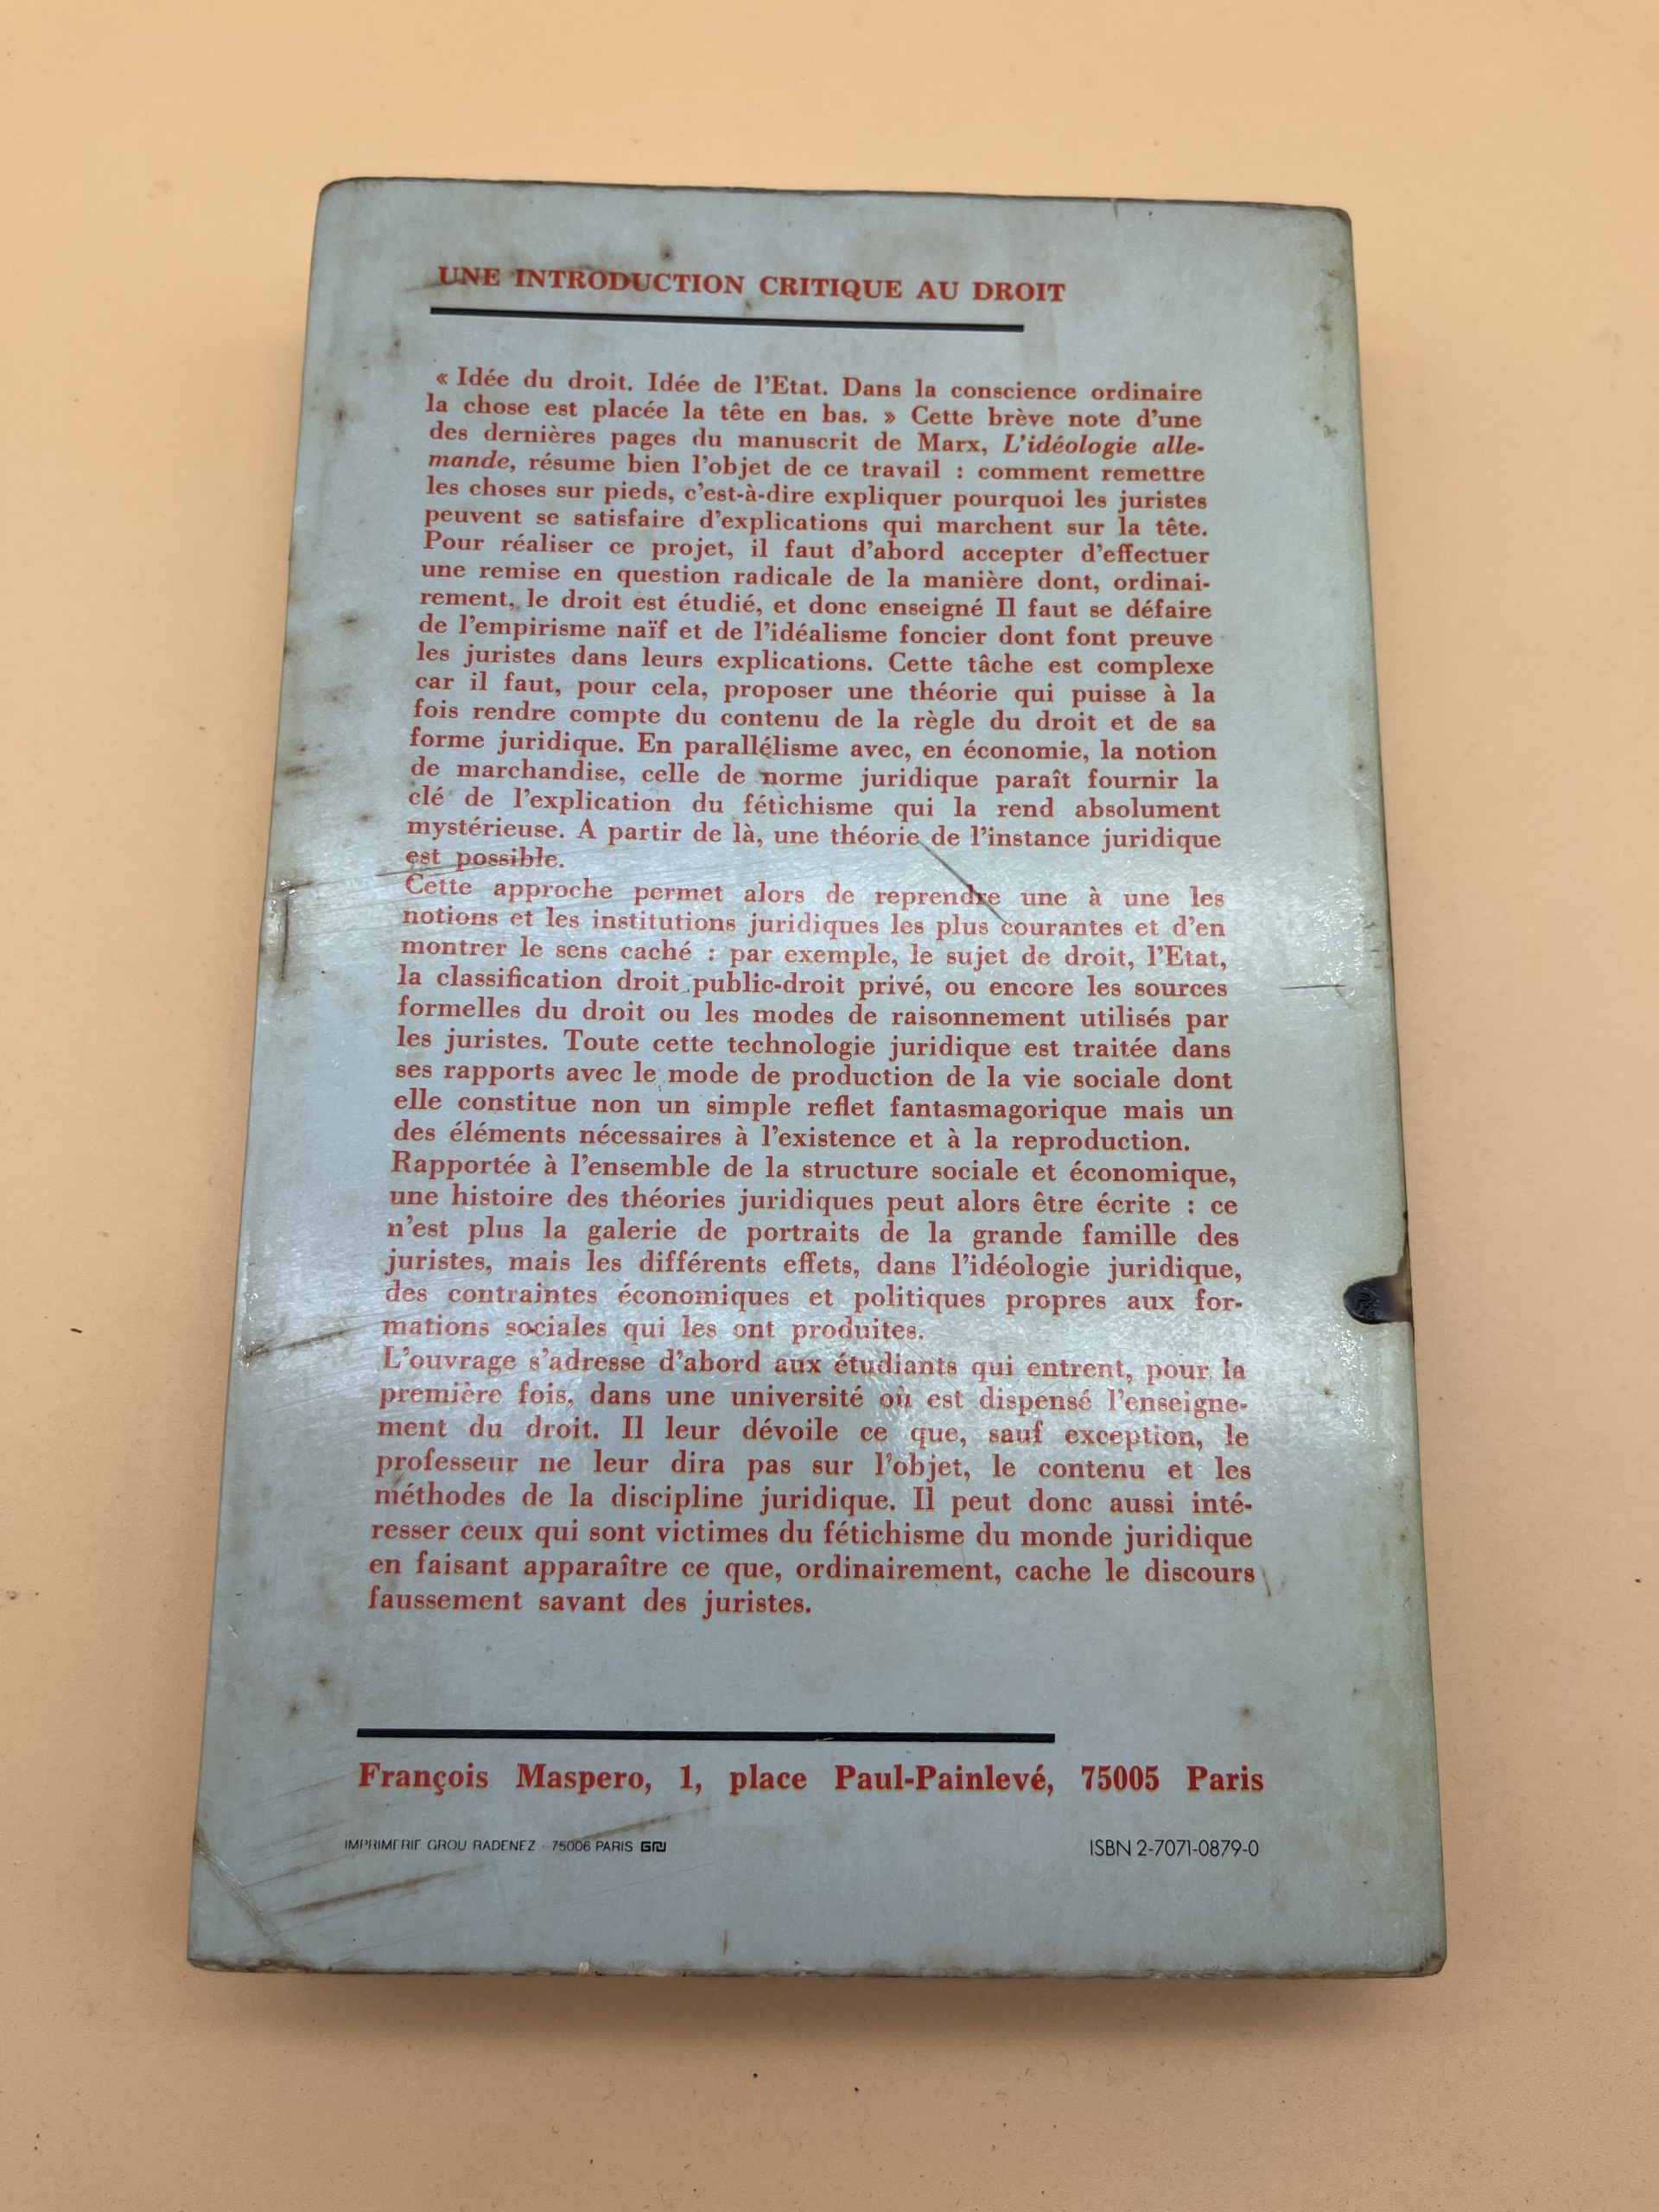 UNE INTRODUCTION CRITIQUE AU DROIT
« Idée du droit. Idée de l'Etat. Dans la conscience ordinaire
la chose est placée la tête en bas. » Cette brève note d'une
des dernières pages du manuscrit de Marx, L'idéologie alle-
mande, résume bien l'objet de ce travail : comment remettre
les choses sur pieds, c'est-à-dire expliquer pourquoi les juristes
peuvent se satisfaire d'explications qui marchent sur la tête.
Pour réaliser ce projet, il faut d'abord accepter d'effectuer
une remise en question radicale de la manière dont, ordinai-
rement, le droit est étudié, et donc enseigné Il faut se défaire
de l'empirisme naïf et de l'idéalisme foncier dont font preuve
les juristes dans leurs explications. Cette tâche est complexe
car il faut, pour cela, proposer une théorie qui puisse à la
fois rendre compte du contenu de la règle du droit et de sa
forme juridique. En parallélisme avec, en économie, la notion
de marchandise, celle de norme juridique paraît fournir la
clé de l'explication du fétichisme qui la rend absolument
mystérieuse. A partir de là, une théorie de l'instance juridique
est possible.
Cette approche permet alors de reprendre une à une les
notions et les institutions juridiques les plus courantes et d'en
montrer le sens caché : par exemple, le sujet de droit, l'Etat,
la classification droit public-droit privé, ou encore les sources
formelles du droit ou les modes de raisonnement utilisés par
les juristes. Toute cette technologie juridique est traitée dans
ses rapports avec le mode de production de la vie sociale dont
elle constitue non un simple reflet fantasmagorique mais un
des éléments nécessaires à l'existence et à la reproduction.
Rapportée à l'ensemble de la structure sociale et économique,
une histoire des théories juridiques peut alors être écrite : ce
n'est plus la galerie de portraits de la grande famille des
juristes, mais les différents effets, dans l'idéologie juridique,
des contraintes économiques et politiques propres aux for-
mations sociales qui les ont produites.
L'ouvrage s'adresse d'abord aux étudiants qui entrent, pour la
première fois, dans une université où est dispensé l'enseigne-
ment du droit. Il leur dévoile ce que, sauf exception, le
professeur ne leur dira pas sur l'objet, le contenu et les
méthodes de la discipline juridique. Il peut donc aussi inté-
resser ceux qui sont victimes du fétichisme du monde juridique
en faisant apparaître ce que, ordinairement, cache le discours
faussement savant des juristes.
François Maspero, 1, place Paul-Painlevé, 75005 Paris
IMPRIMERIE GROU RADENEZ - 75006 PARIS
ISBN 2-7071-0879-0